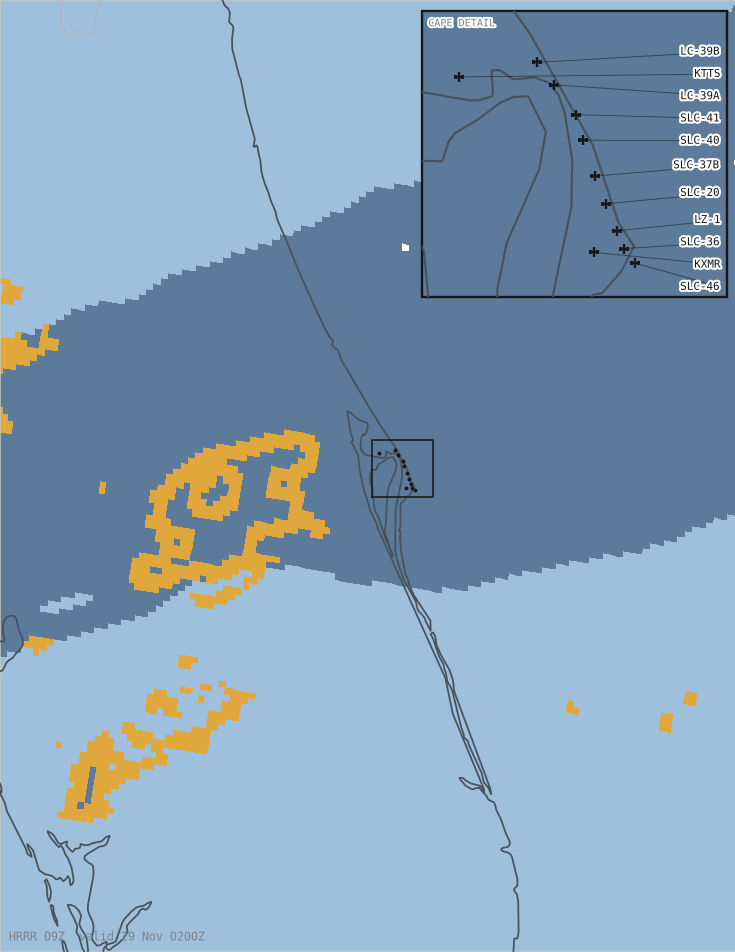 CAPE DETAIL
LC-39B
KTTS
LC-39A
SLC-41
SLC-40
SLC-37B
SLC-20
LZ-1
SLC-36
KXMR
SLC-46
HRRR 09Z valid 29 Nov 0200Z